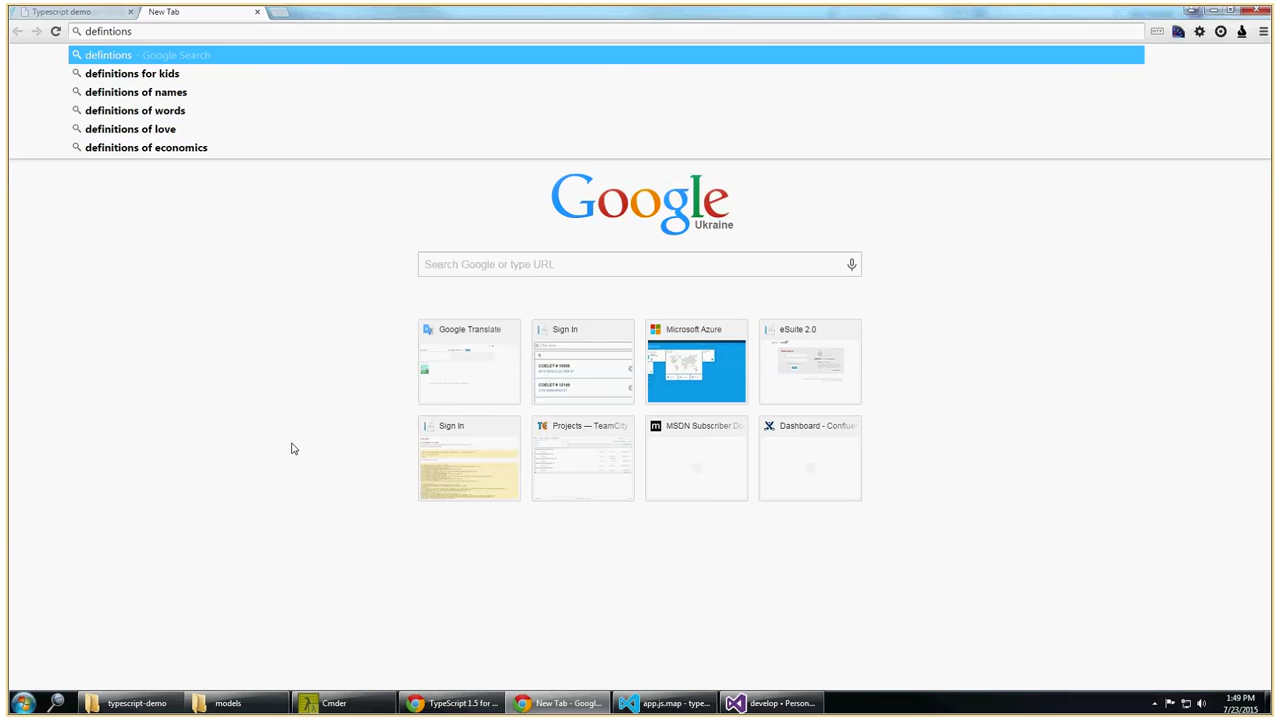 Typescript demo
New Tab
defintions
defintions - Google Search
definitions for kids
definitions of names
definitions of words
definitions of love
definitions of economics
Google
Ukraine
Search Google or type URL
Google Translate
Sign In
Microsoft Azure
eSuite 2.0
Sign In
Projects — TeamCity
MSDN Subscriber Do
Dashboard - Confluen
typescript-demo
models
Cmder
TypeScript 1.5 for ...
New Tab - Googl...
app.js.map - type...
develop • Person...
1:49 PM
7/23/2015